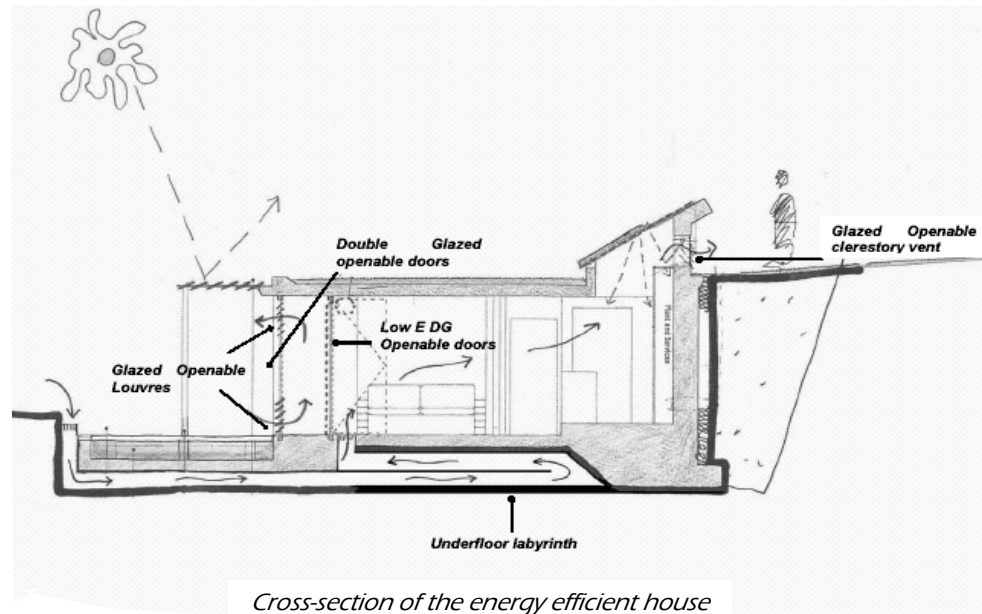 Double Glazed
openable doors
Glazed Openable
clerestory vent
Low E DG
Openable doors
Glazed Openable
Louvres
Plant and Services
Underfloor labyrinth
Cross-section of the energy efficient house